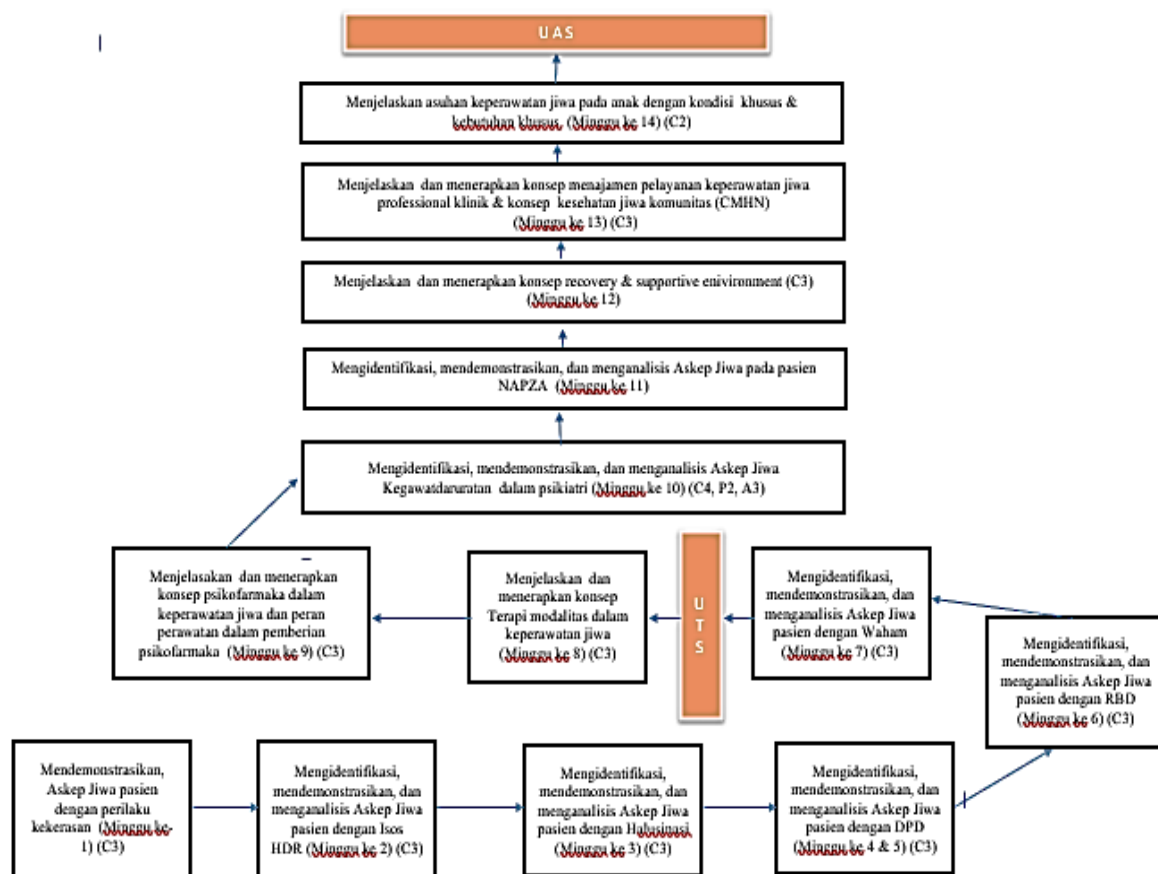 UAS
Menjelaskan asuhan keperawatan jiwa pada anak dengan kondisi khusus &
kebutuhan khusus, (Minggu ke 14) (C2)
Menjelaskan dan menerapkan konsep menajamen pelayanan keperawatan jiwa
professional klinik & konsep kesehatan jiwa komunitas (CMHN)
(Minggu ke 13) (C3)
Menjelaskan dan menerapkan konsep recovery & supportive enivironment (C3)
(Minggu ke 12)
Mengidentifikasi, mendemonstrasikan, dan menganalisis Askep Jiwa pada pasien
NAPZA (Minggu ke 11)
Mengidentifikasi, mendemonstrasikan, dan menganalisis Askep Jiwa
Kegawatdaruratan dalam psikiatri (Minggu ke 10) (C4, P2, A3)
Menjelasakan dan menerapkan
konsep psikofarmaka dalam
keperawatan jiwa dan peran
perawatan dalam pemberian
psikofarmaka (Minggu ke 9) (C3)
Menjelaskan dan
menerapkan konsep
Terapi modalitas dalam
keperawatan jiwa
(Minggu ke 8) (C3)
U
T
S
Mengidentifikasi,
mendemonstrasikan, dan
menganalisis Askep Jiwa
pasien dengan Waham
(Minggu ke 7) (C3)
Mengidentifikasi,
mendemonstrasikan, dan
menganalisis Askep Jiwa
pasien dengan RBD
(Minggu ke 6) (C3)
Mendemonstrasikan,
Askep Jiwa pasien
dengan perilaku
kekerasan (Minggu ke-
1) (C3)
Mengidentifikasi,
mendemonstrasikan, dan
menganalisis Askep Jiwa
pasien dengan Isos
HDR (Minggu ke 2) (C3)
Mengidentifikasi,
mendemonstrasikan, dan
menganalisis Askep Jiwa
pasien dengan Halusinasi
(Minggu ke 3) (C3)
Mengidentifikasi,
mendemonstrasikan, dan
menganalisis Askep Jiwa
pasien dengan DPD
(Minggu ke 4 & 5) (C3)